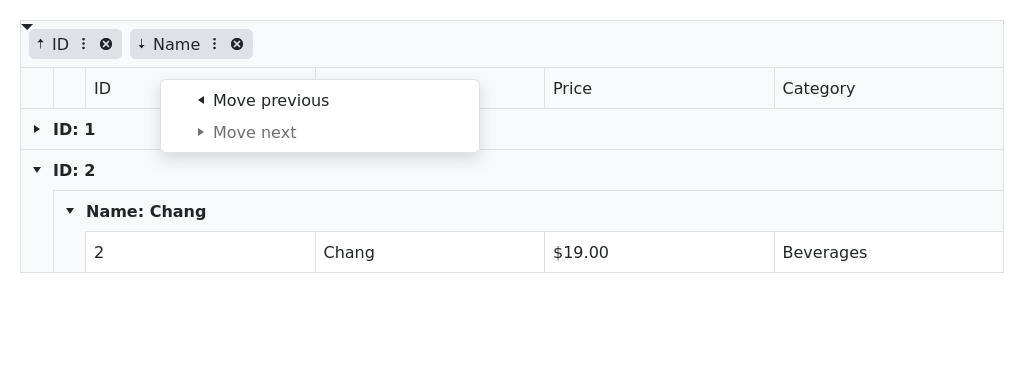 ID Name
ID Price Category
Move previous
Move next
ID: 1
ID: 2
Name: Chang
2 Chang $19.00 Beverages